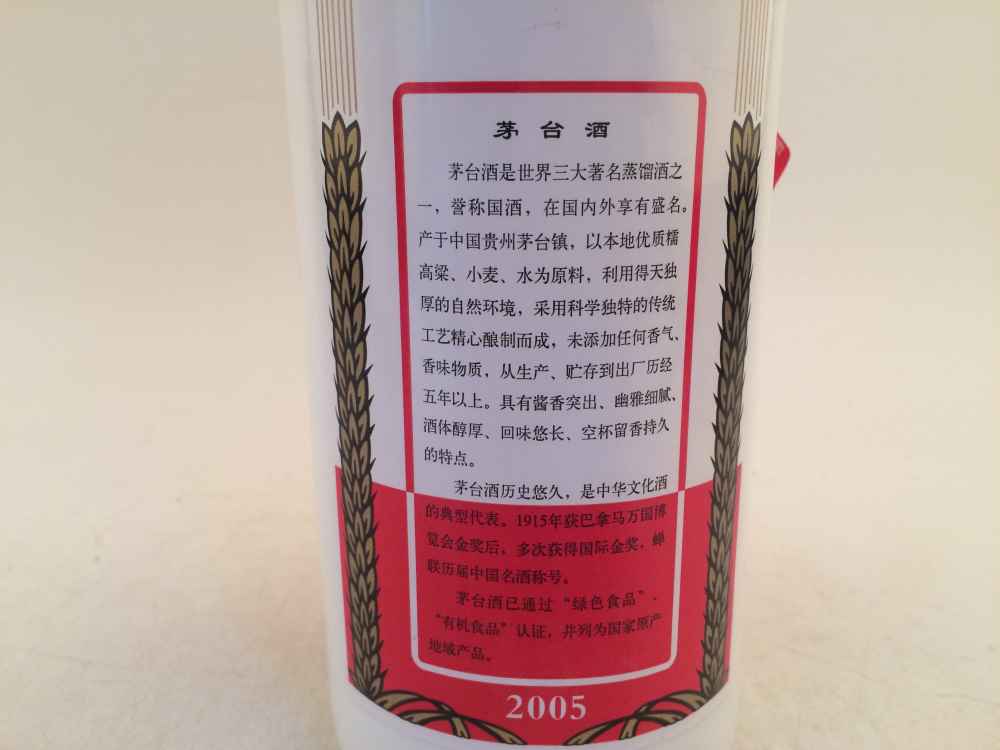 茅台酒
茅台酒是世界三大著名蒸馏酒之
一，誉称国酒，在国内外享有盛名。
产于中国贵州茅台镇，以本地优质糯
高粱、小麦、水为原料，利用得天独
厚的自然环境，采用科学独特的传统
工艺精心酿制而成，未添加任何香气、
香味物质，从生产、贮存到出厂历经
五年以上。具有酱香突出、幽雅细腻、
酒体醇厚、回味悠长、空杯留香持久
的特点。
茅台酒历史悠久，是中华文化酒
的典型代表。1915年获巴拿马万国博
览会金奖后，多次获得国际金奖，蝉
联历届中国名酒称号。
茅台酒已通过“绿色食品”、
“有机食品”认证，并列为国家原产
地域产品。
2005